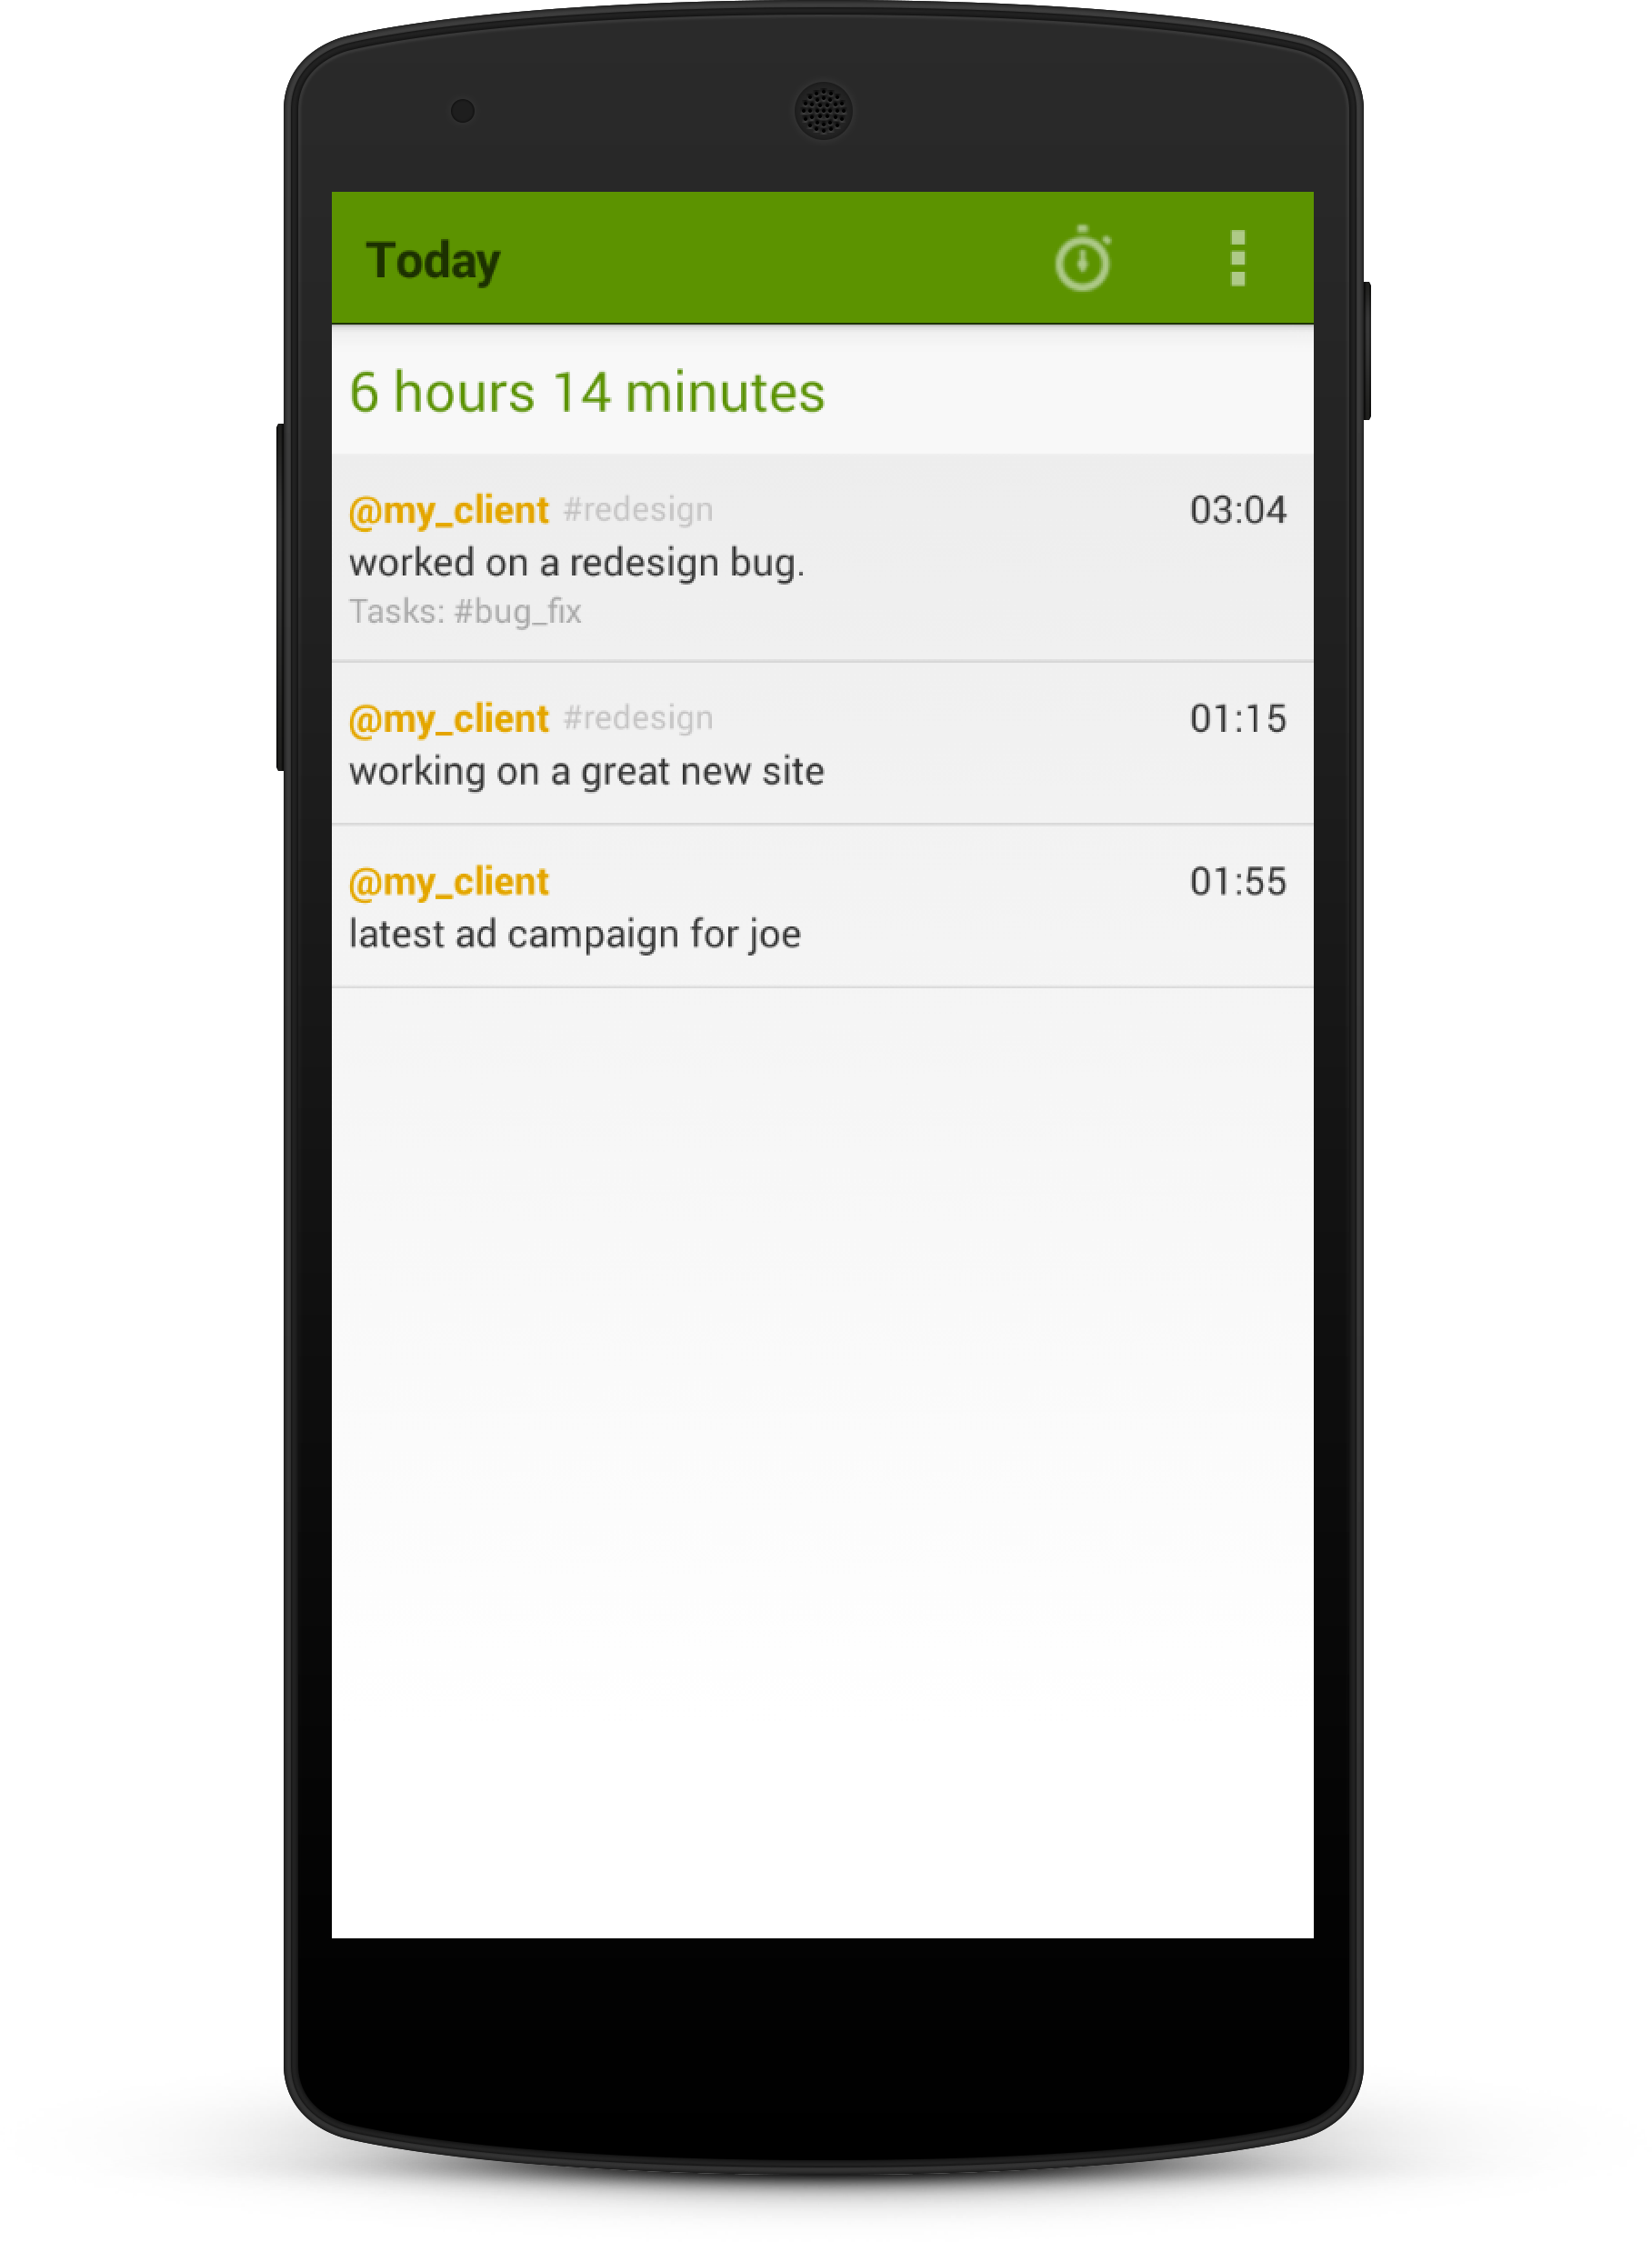 Today
6 hours 14 minutes
@my_client #redesign 03:04
worked on a redesign bug.
Tasks: #bug_fix
@my_client #redesign 01:15
working on a great new site
@my_client 01:55
latest ad campaign for joe